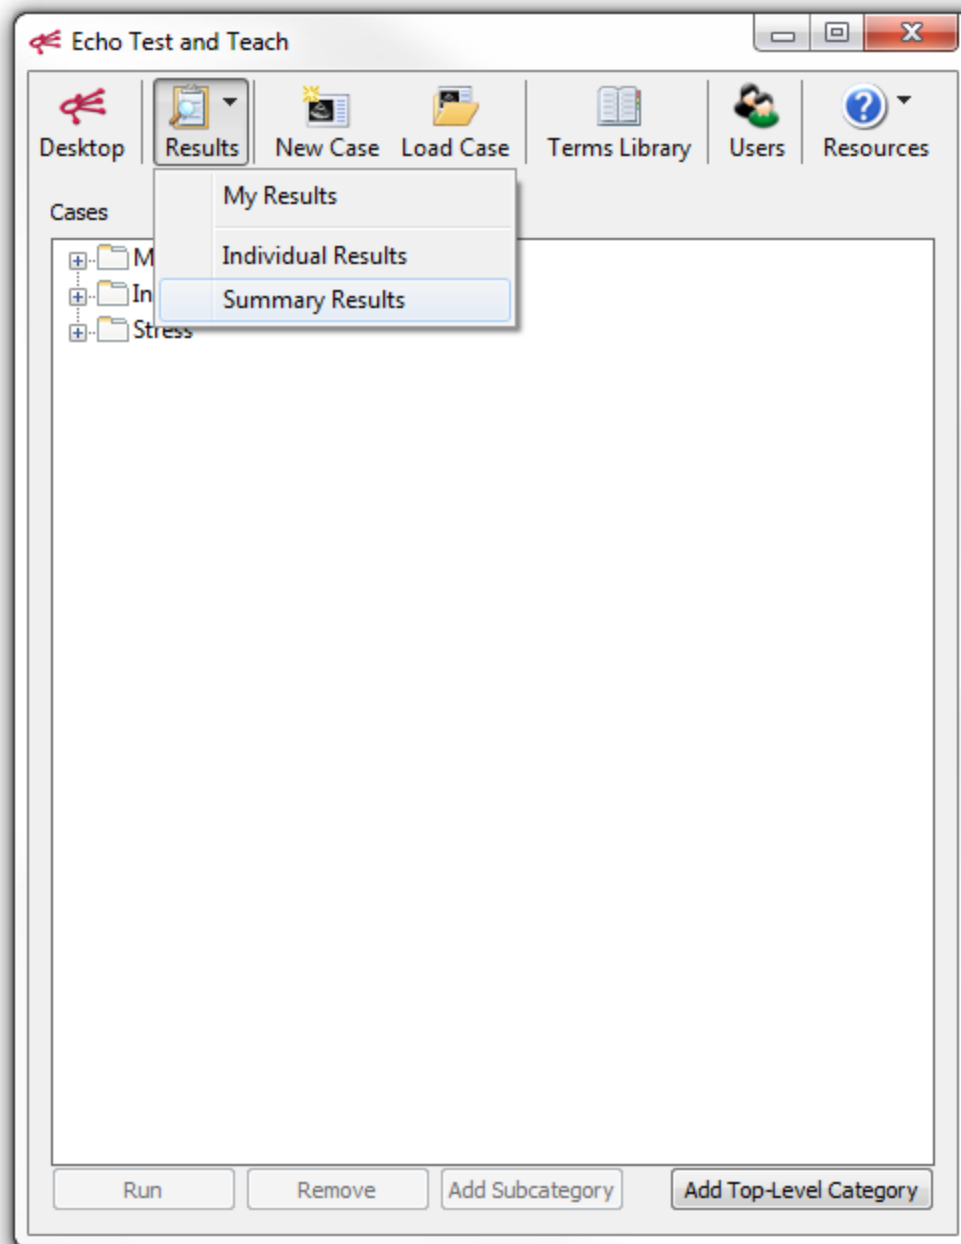 Echo Test and Teach
Desktop Results New Case Load Case Terms Library Users Resources
My Results
Cases
Individual Results
M
In
Summary Results
Stress
Run Remove Add Subcategory Add Top-Level Category